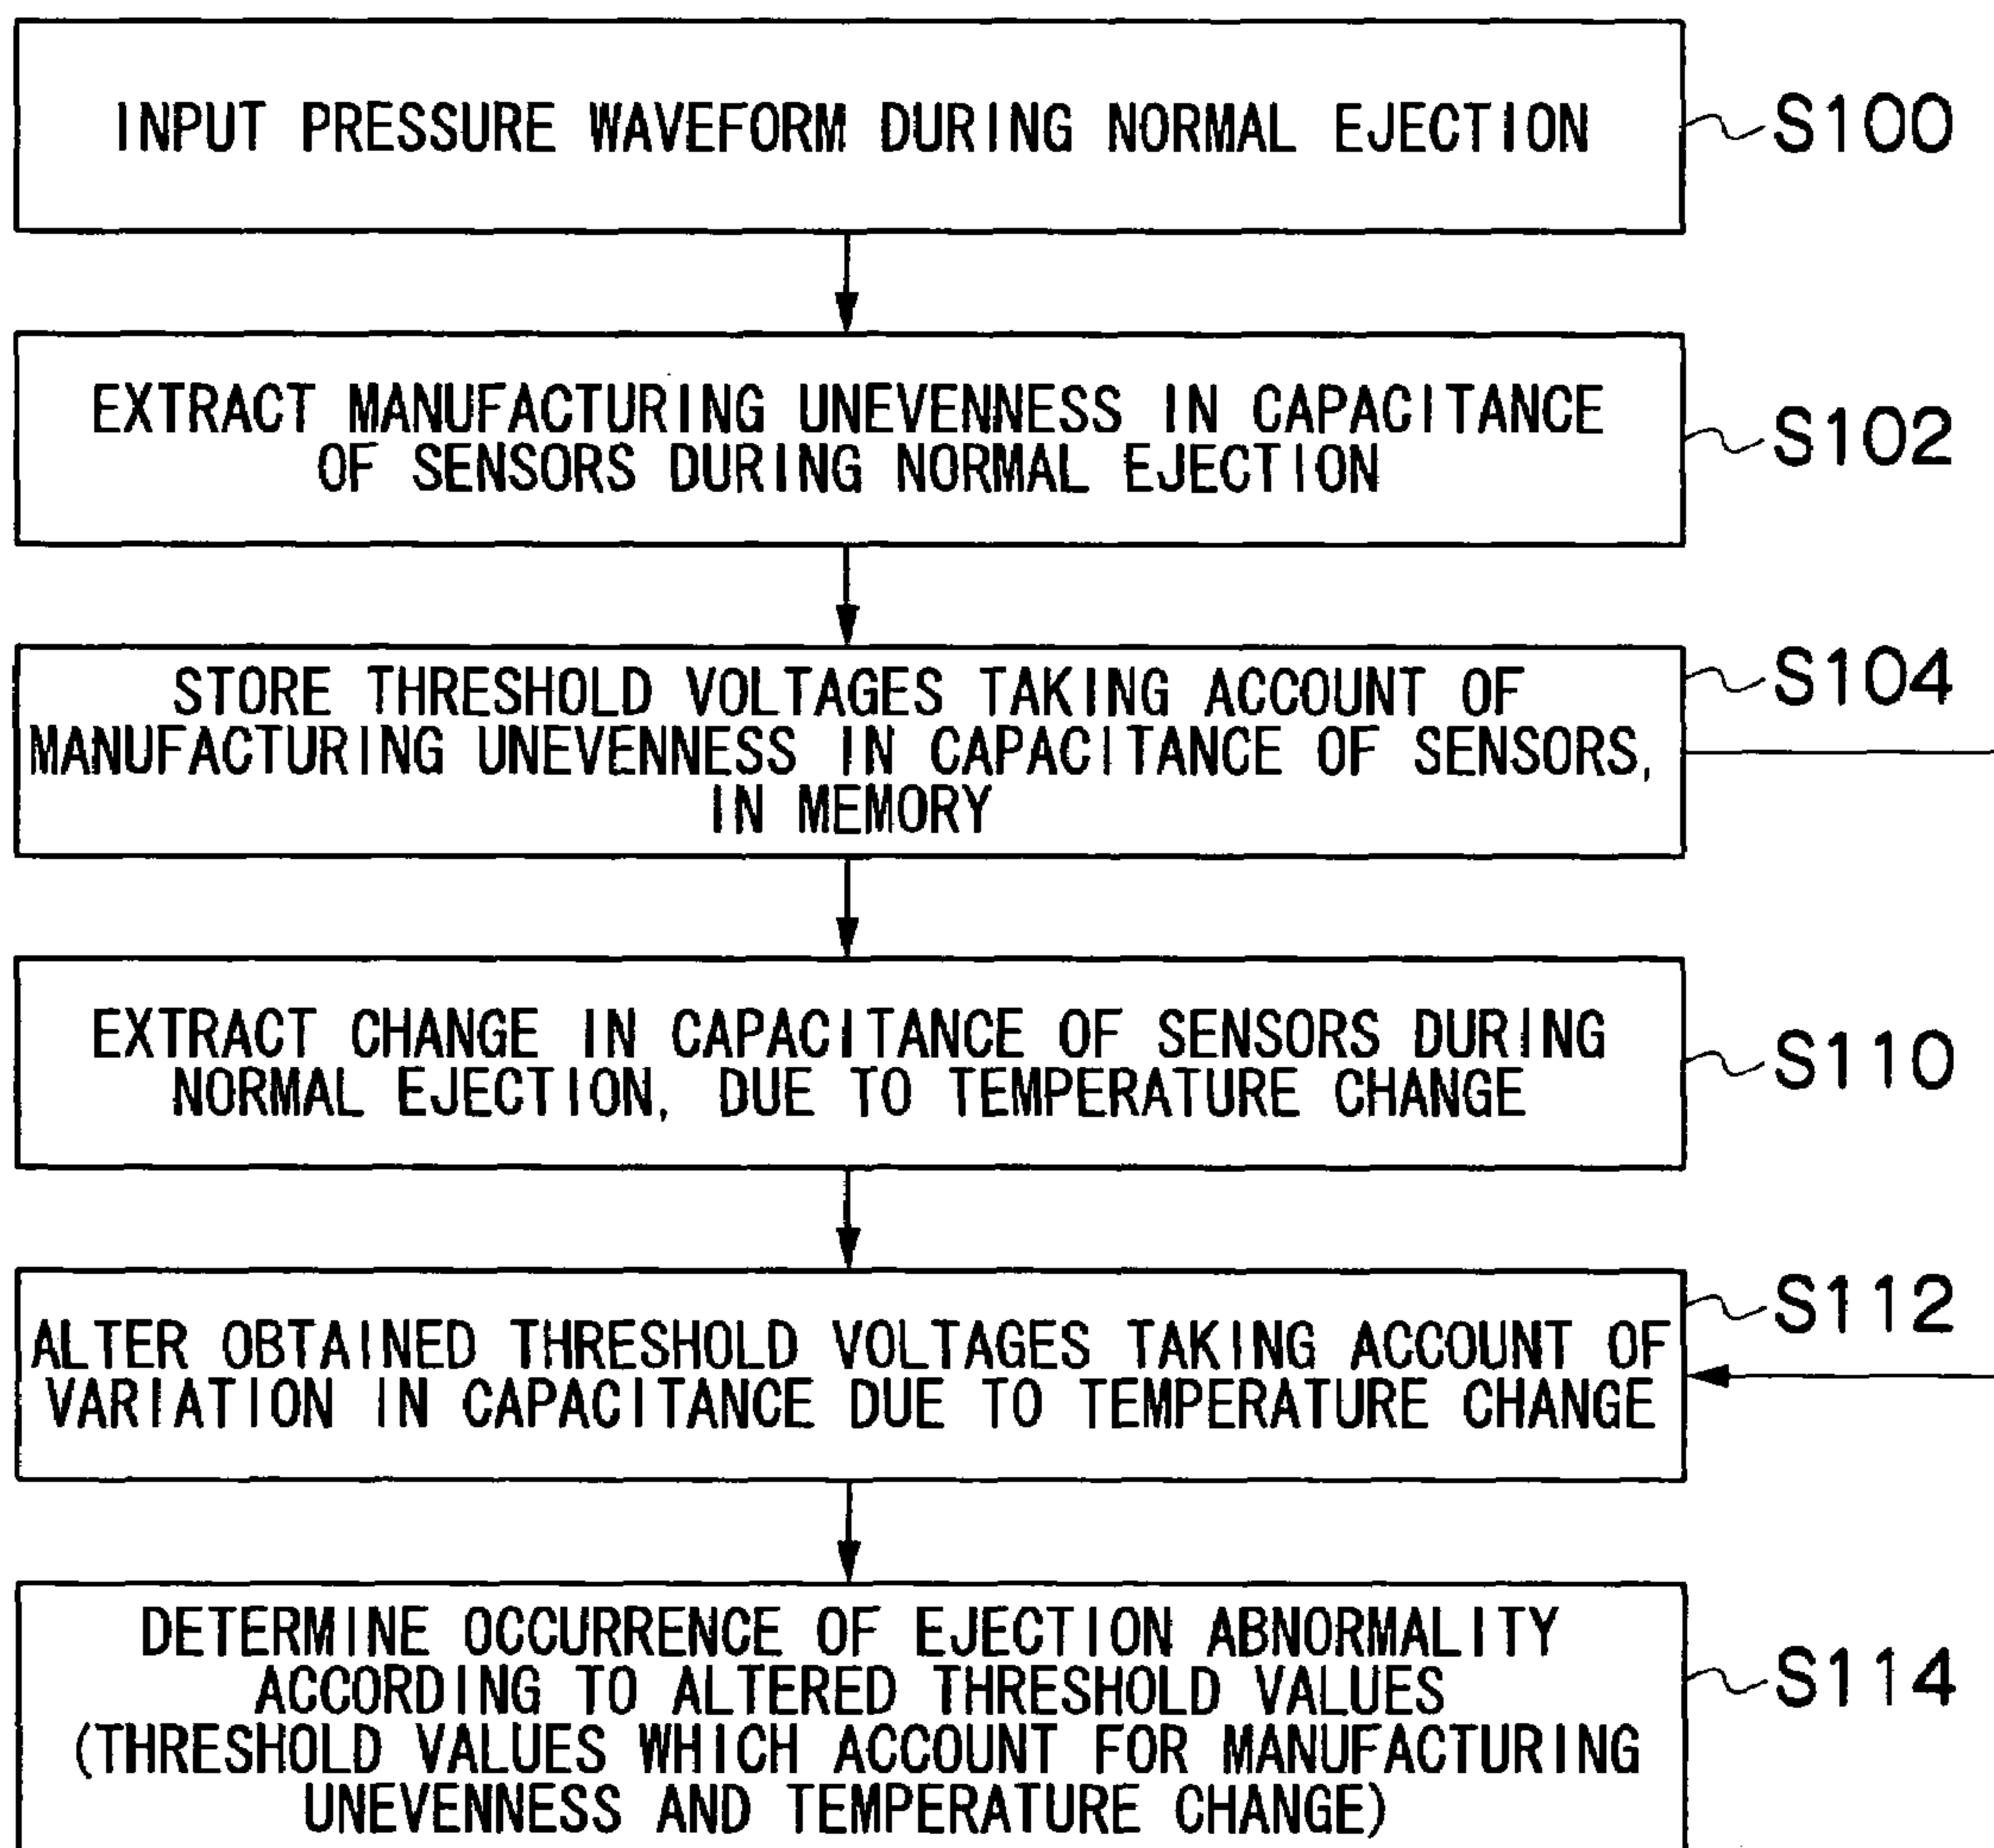 INPUT PRESSURE WAVEFORM DURING NORMAL EJECTION
S100
EXTRACT MANUFACTURING UNEVENNESS IN CAPACITANCE
OF SENSORS DURING NORMAL EJECTION
S102
STORE THRESHOLD VOLTAGES TAKING ACCOUNT OF
MANUFACTURING UNEVENNESS IN CAPACITANCE OF SENSORS,
IN MEMORY
S104
EXTRACT CHANGE IN CAPACITANCE OF SENSORS DURING
NORMAL EJECTION, DUE TO TEMPERATURE CHANGE
S110
ALTER OBTAINED THRESHOLD VOLTAGES TAKING ACCOUNT OF
VARIATION IN CAPACITANCE DUE TO TEMPERATURE CHANGE
S112
DETERMINE OCCURRENCE OF EJECTION ABNORMALITY
ACCORDING TO ALTERED THRESHOLD VALUES
(THRESHOLD VALUES WHICH ACCOUNT FOR MANUFACTURING
UNEVENNESS AND TEMPERATURE CHANGE)
S114